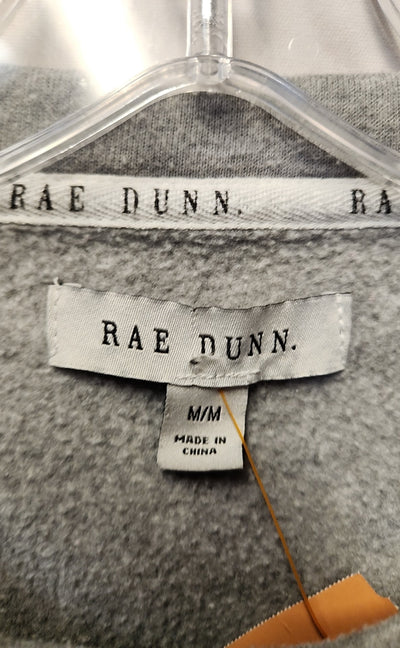 RAE DUNN. RA
RAE DUNN.
M/M
MADE IN
CHINA